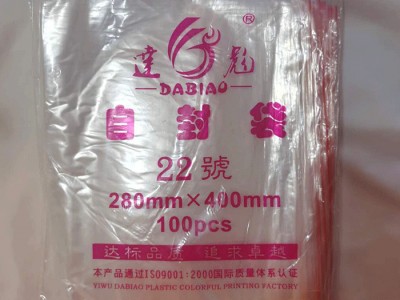 ®
達彪
DABIAO
自封袋
22號
280mm×400mm
100pcs
达标品质 追求卓越
本产品通过ISO9001:2000国际质量体系认证
YIWU DABIAO PLASTIC COLORFUL PRINTING FACTORY